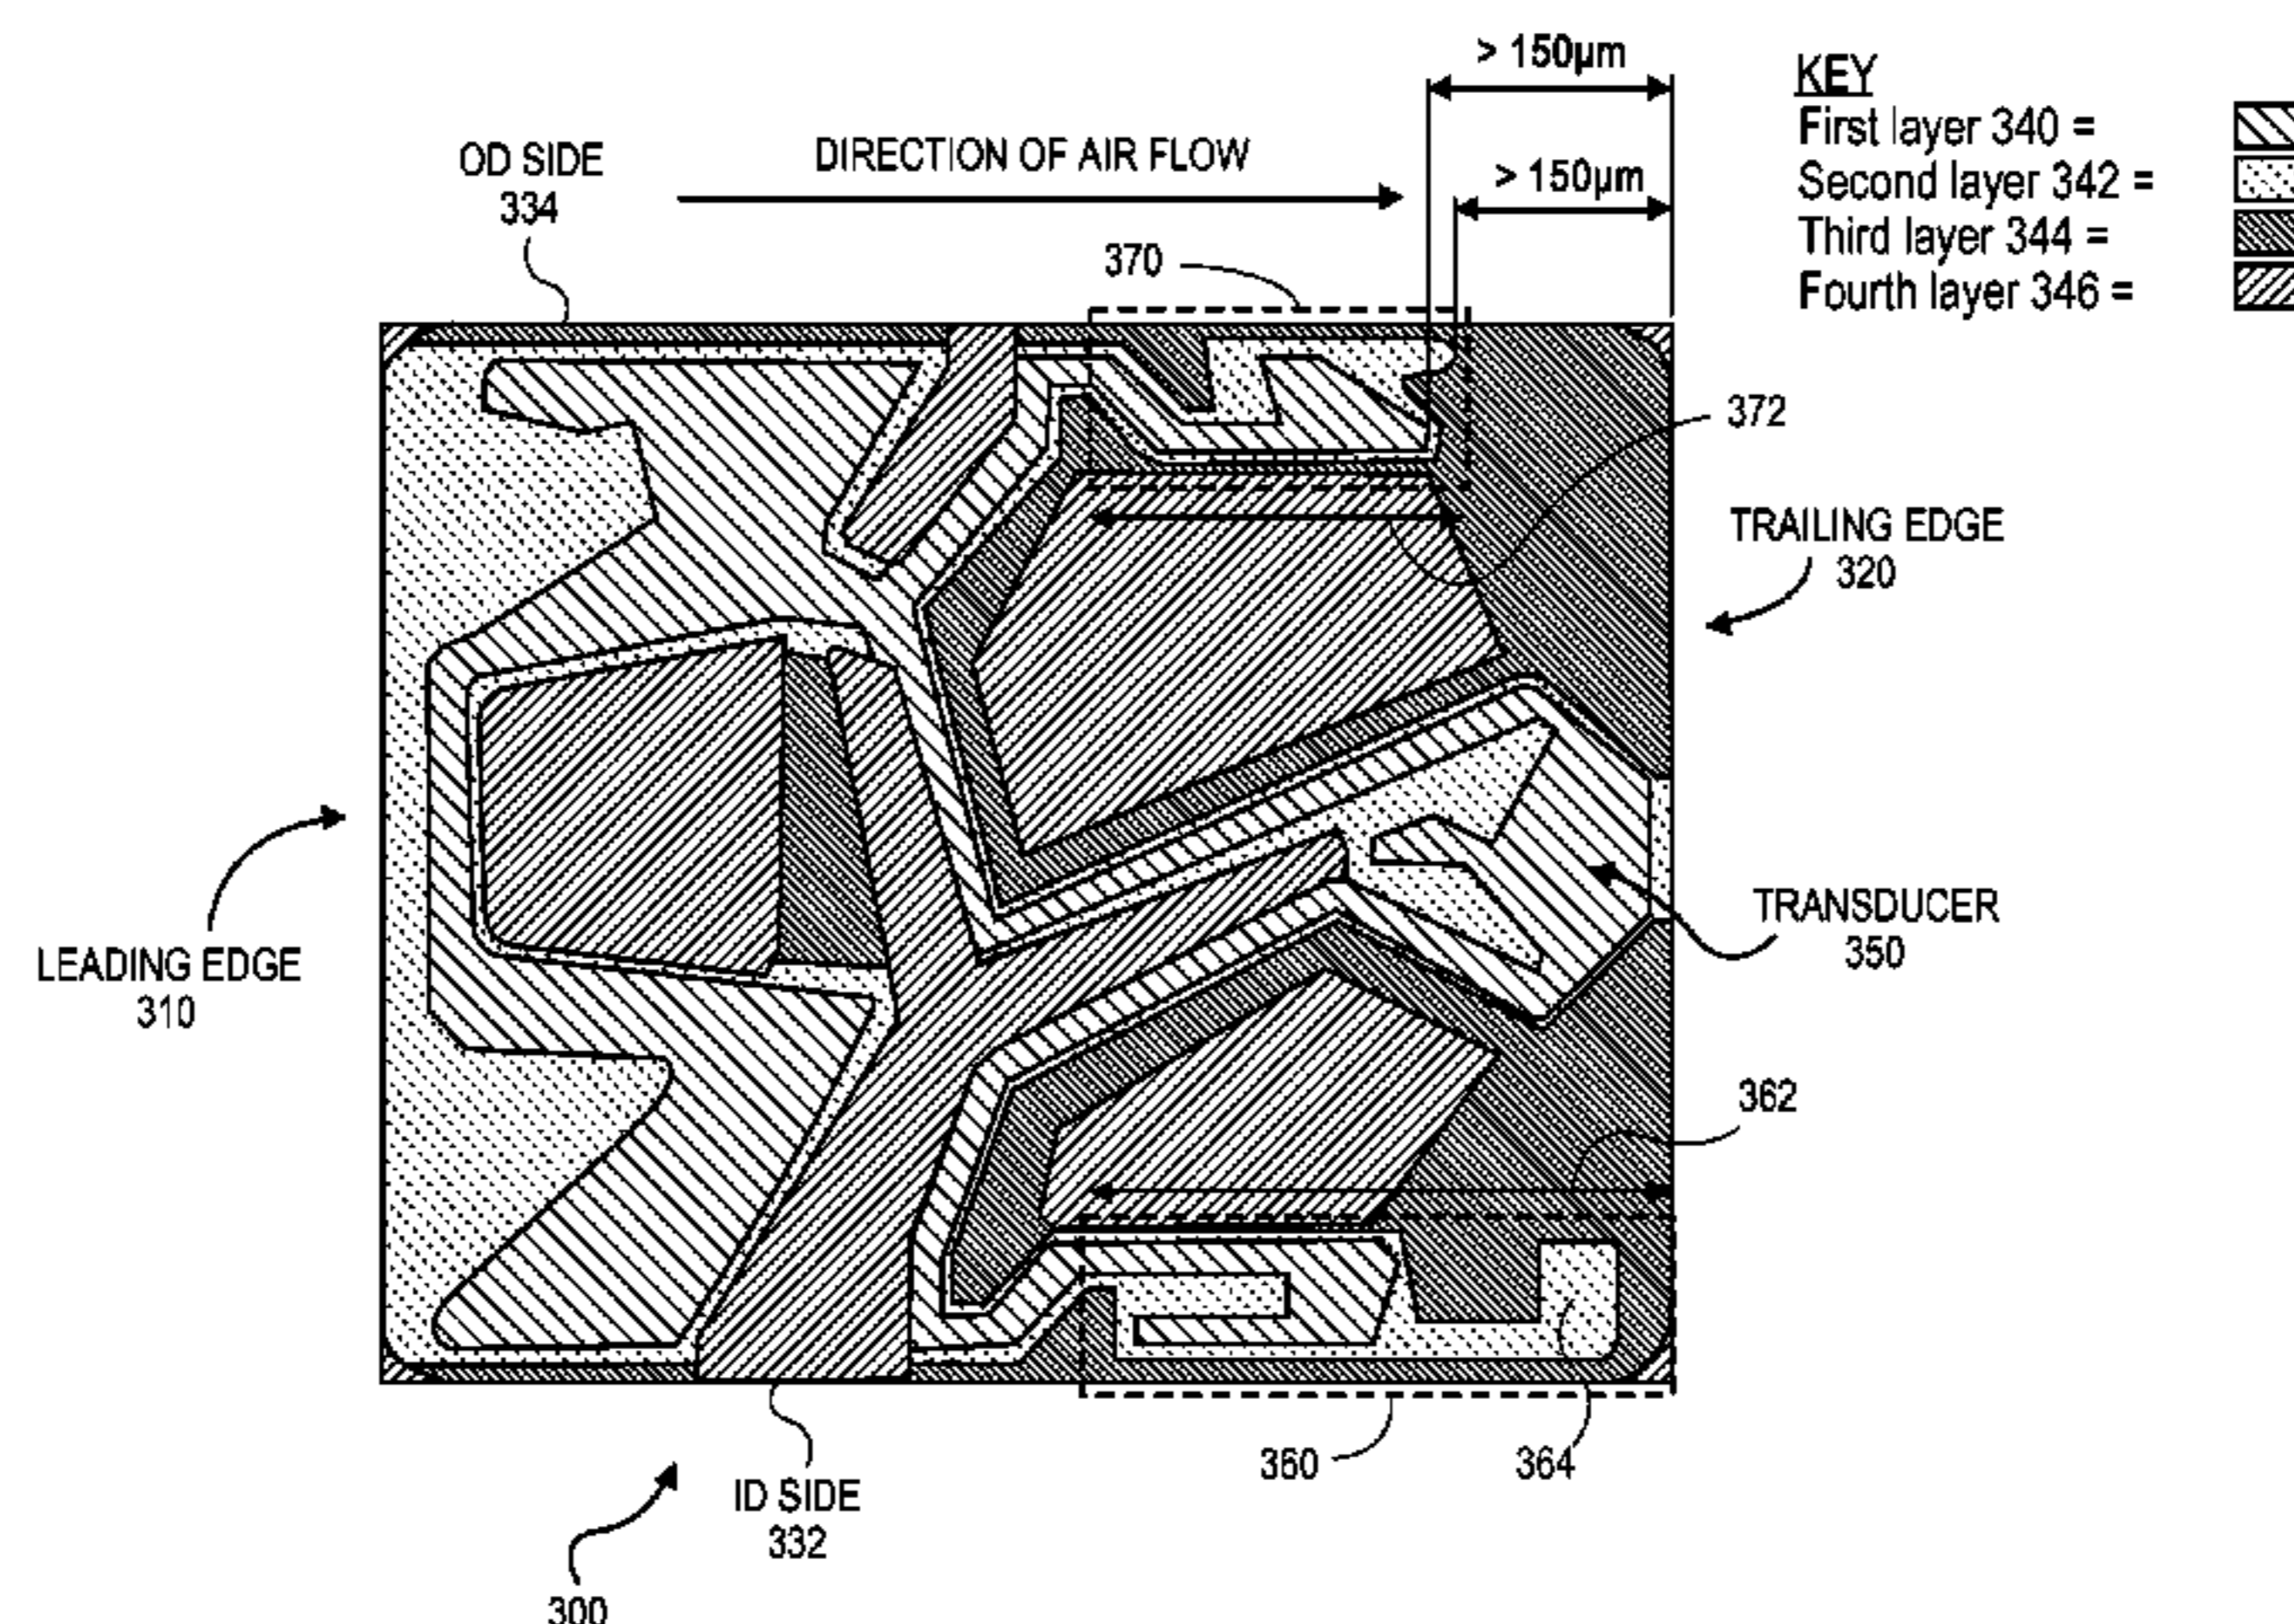 > 150µm
KEY
First layer 340 =
Second layer 342 =
Third layer 344 =
Fourth layer 346 =
OD SIDE
334
DIRECTION OF AIR FLOW
> 150µm
370
372
TRAILING EDGE
320
TRANSDUCER
350
LEADING EDGE
310
362
360
364
ID SIDE
332
300